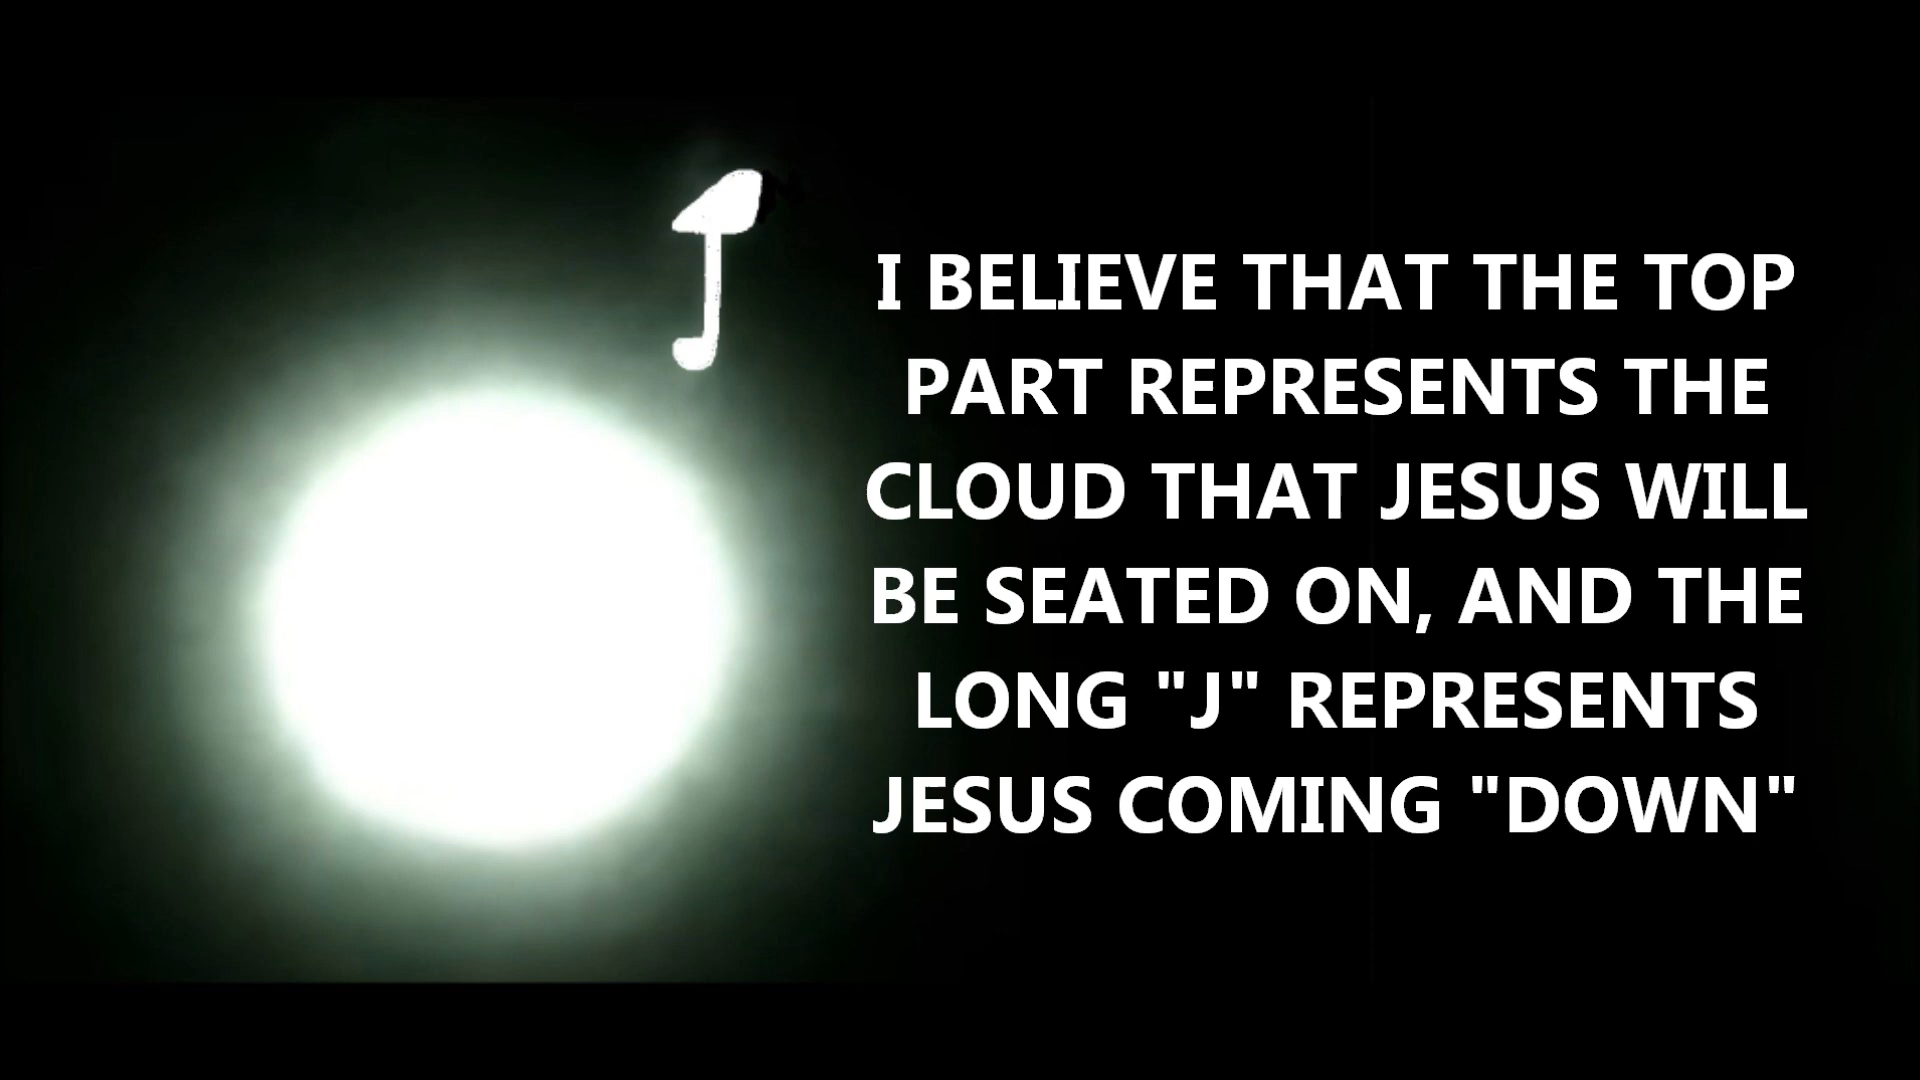 I BELIEVE THAT THE TOP
PART REPRESENTS THE
CLOUD THAT JESUS WILL
BE SEATED ON, AND THE
LONG "J" REPRESENTS
JESUS COMING "DOWN"